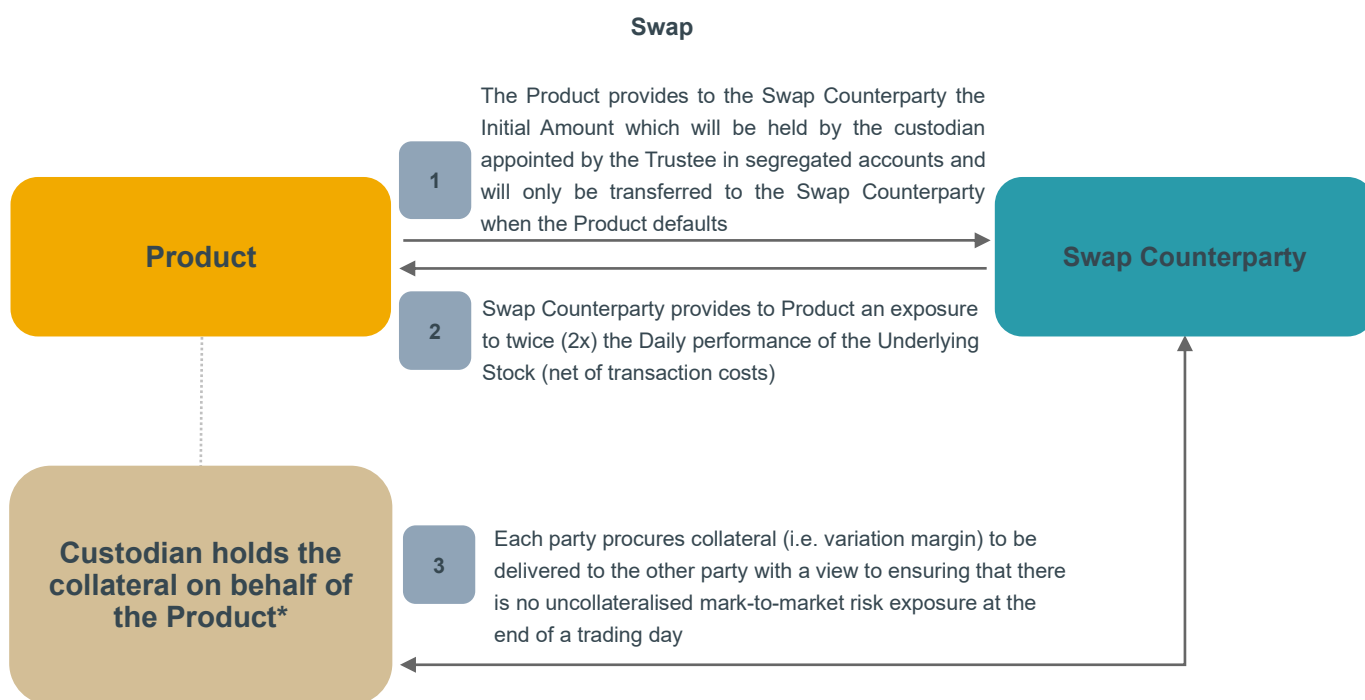 Swap
The Product provides to the Swap Counterparty the
Initial Amount which will be held by the custodian
appointed by the Trustee in segregated accounts and
will only be transferred to the Swap Counterparty
when the Product defaults
1
Product
Swap Counterparty
2
Swap Counterparty provides to Product an exposure
to twice (2x) the Daily performance of the Underlying
Stock (net of transaction costs)
Custodian holds the
collateral on behalf of
the Product*
3
Each party procures collateral (i.e. variation margin) to be
delivered to the other party with a view to ensuring that there
is no uncollateralised mark-to-market risk exposure at the
end of a trading day